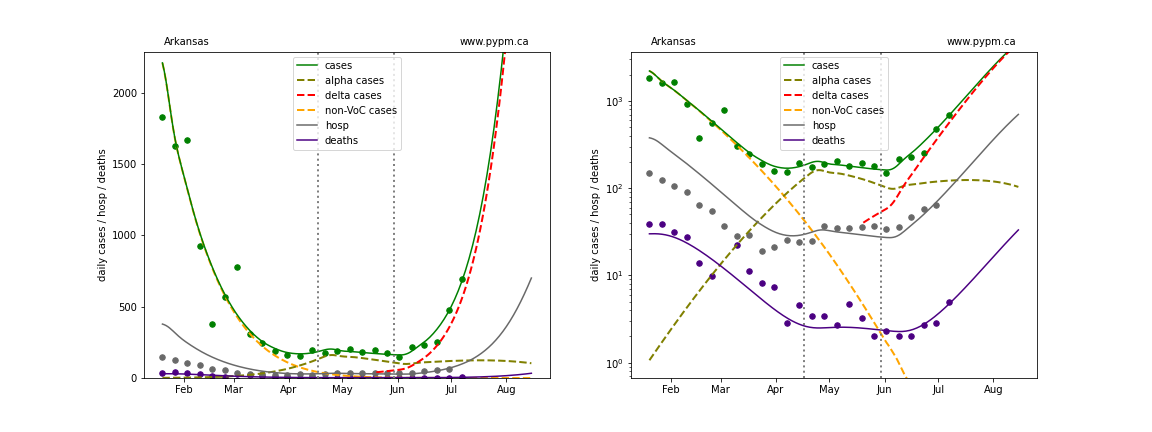 Arkansas www.pypm.ca
cases
alpha cases
delta cases
non-VoC cases
hosp
deaths
daily cases / hosp / deaths
2000
1500
1000
500
0
Feb Mar Apr May Jun Jul Aug
Arkansas www.pypm.ca
cases
alpha cases
delta cases
non-VoC cases
hosp
deaths
daily cases / hosp / deaths
10³
10²
10¹
10⁰
Feb Mar Apr May Jun Jul Aug